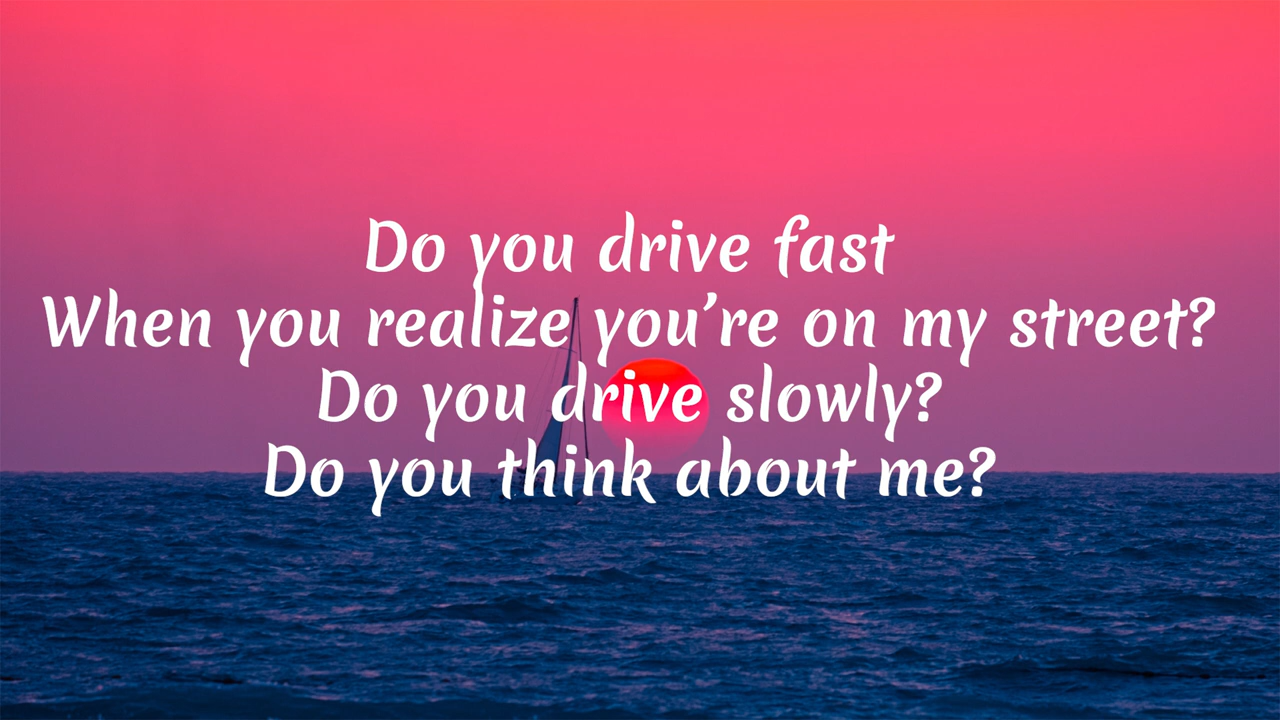 Do you drive fast
When you realize you’re on my street?
Do you drive slowly?
Do you think about me?